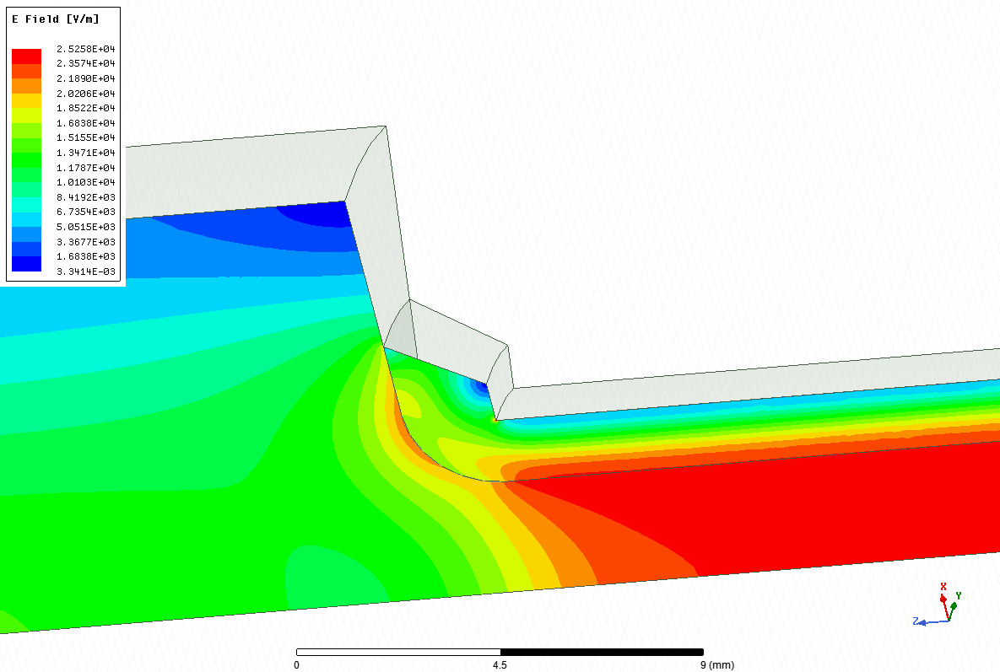 E Field [V/m]
2.5258E+04
2.3574E+04
2.1890E+04
2.0206E+04
1.8522E+04
1.6838E+04
1.5155E+04
1.3471E+04
1.1787E+04
1.0103E+04
8.4192E+03
6.7354E+03
5.0515E+03
3.3677E+03
1.6838E+03
3.3414E-03
X
Y
Z
0 4.5 9 (mm)